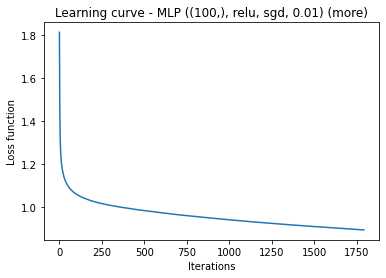 Learning curve - MLP ((100,), relu, sgd, 0.01) (more)
1.8
1.6
1.4
1.2
1.0
Loss function
0 250 500 750 1000 1250 1500 1750
Iterations